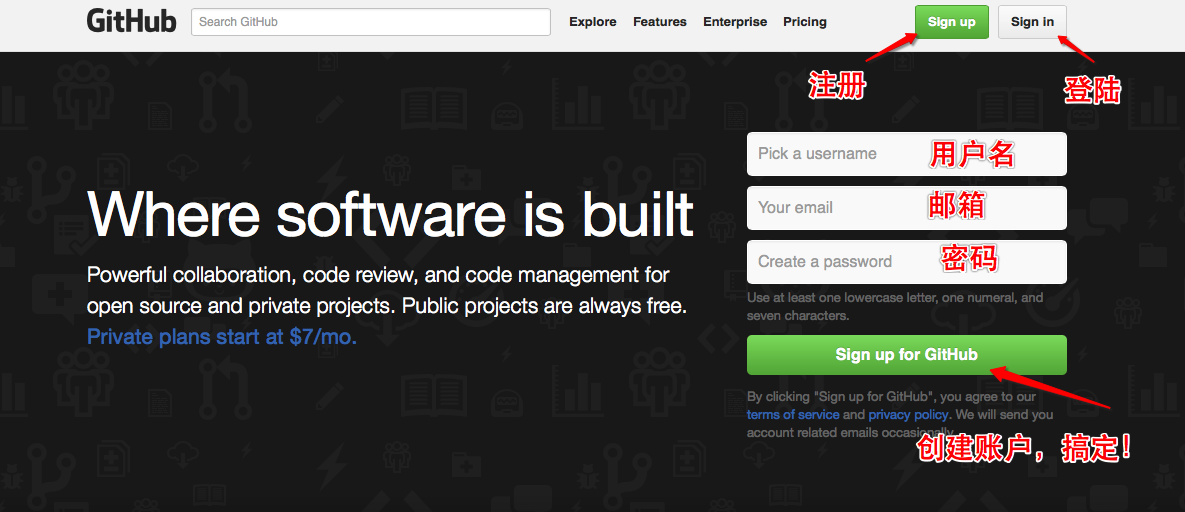 GitHub
Search GitHub
Explore
Features
Enterprise
Pricing
Sign up
Sign in
注册
登陆
Pick a username
用户名
Your email
邮箱
Create a password
密码
Use at least one lowercase letter, one numeral, and
seven characters.
Sign up for GitHub
By clicking "Sign up for GitHub", you agree to our
terms of service and privacy policy. We will send you
account related emails occasionally.
创建账户，搞定！
Where software is built
Powerful collaboration, code review, and code management for
open source and private projects. Public projects are always free.
Private plans start at $7/mo.